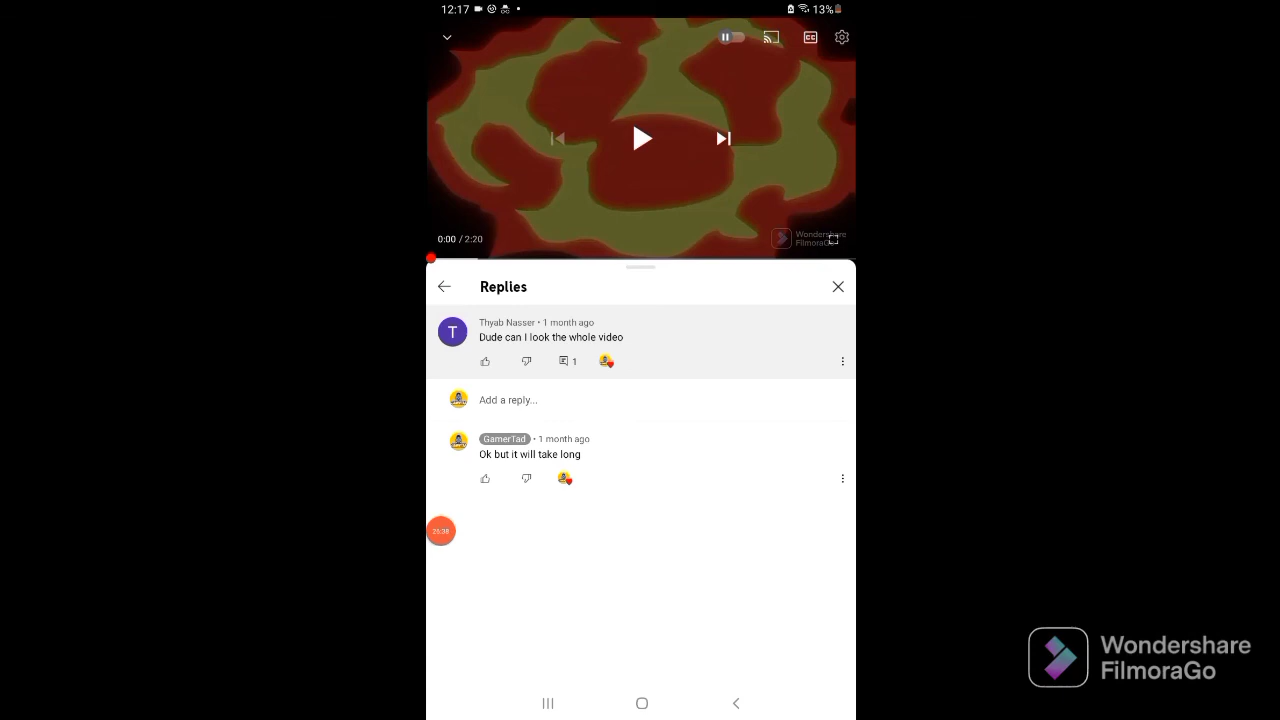 12:17
13%
CC
0:00 / 2:20
Wondershare
FilmoraGo
Replies
T
Thyab Nasser • 1 month ago
Dude can I look the whole video
1
Add a reply...
GamerTad • 1 month ago
Ok but it will take long
Wondershare
FilmoraGo